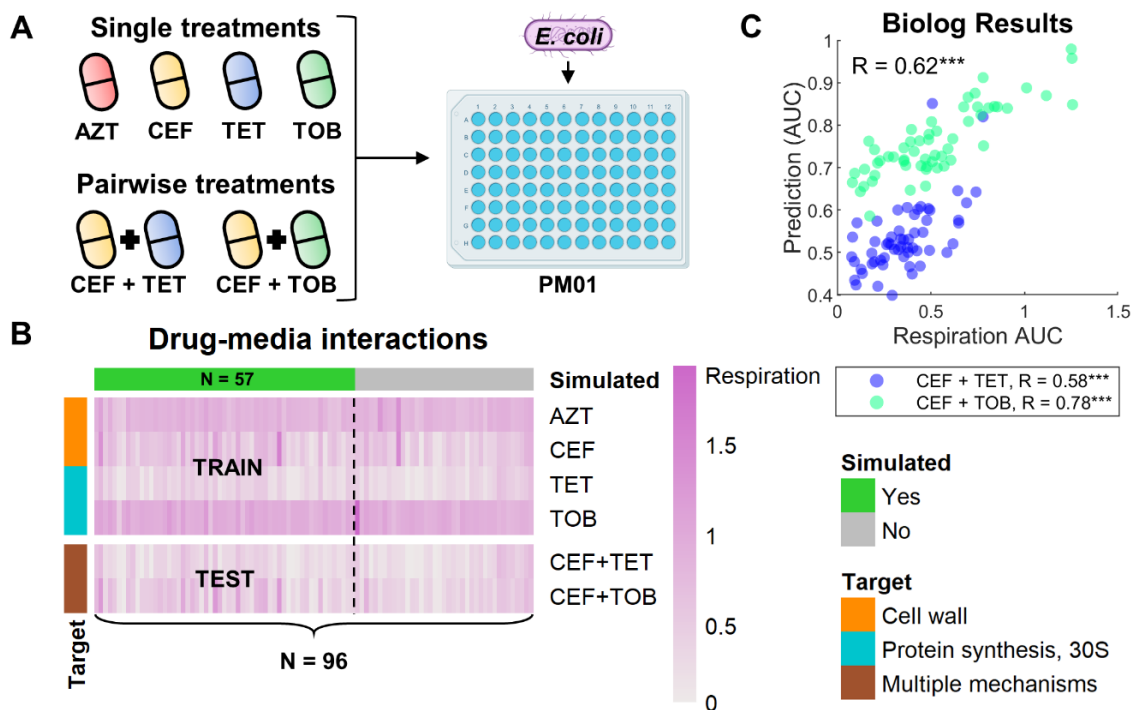 A
Single treatments
AZT CEF TET TOB
Pairwise treatments
CEF + TET CEF + TOB
E. coli
1 2 3 4 5 6 7 8 9 10 11 12
A
B
C
D
E
F
G
H
PM01
B
Drug-media interactions
N = 57
Simulated
AZT
CEF
TET
TOB
TRAIN
CEF+TET
CEF+TOB
TEST
Target
N = 96
Respiration
1.5
1
0.5
0
C
Biolog Results
R = 0.62***
Prediction (AUC)
1
0.9
0.8
0.7
0.6
0.5
0.4
0 0.5 1 1.5
Respiration AUC
CEF + TET, R = 0.58***
CEF + TOB, R = 0.78***
Simulated
Yes
No
Target
Cell wall
Protein synthesis, 30S
Multiple mechanisms